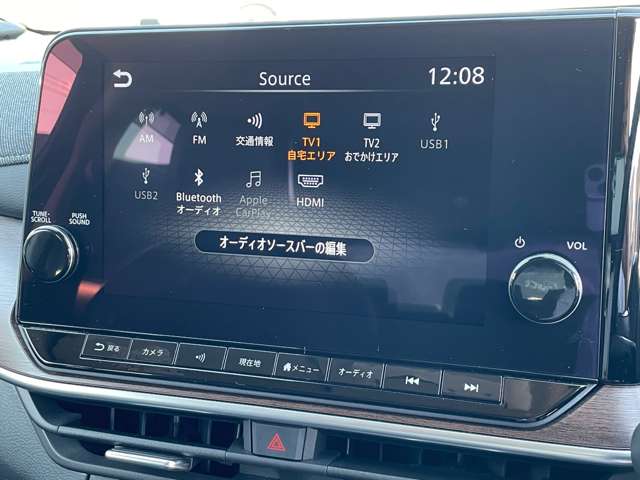 Source
12:08
AM
FM
交通情報
TV1
自宅エリア
TV2
おでかけエリア
USB1
USB2
Bluetooth
オーディオ
Apple
CarPlay
HDMI
オーディオソースバーの編集
TUNE·
SCROLL
PUSH
SOUND
VOL
戻る
カメラ
現在地
メニュー
オーディオ